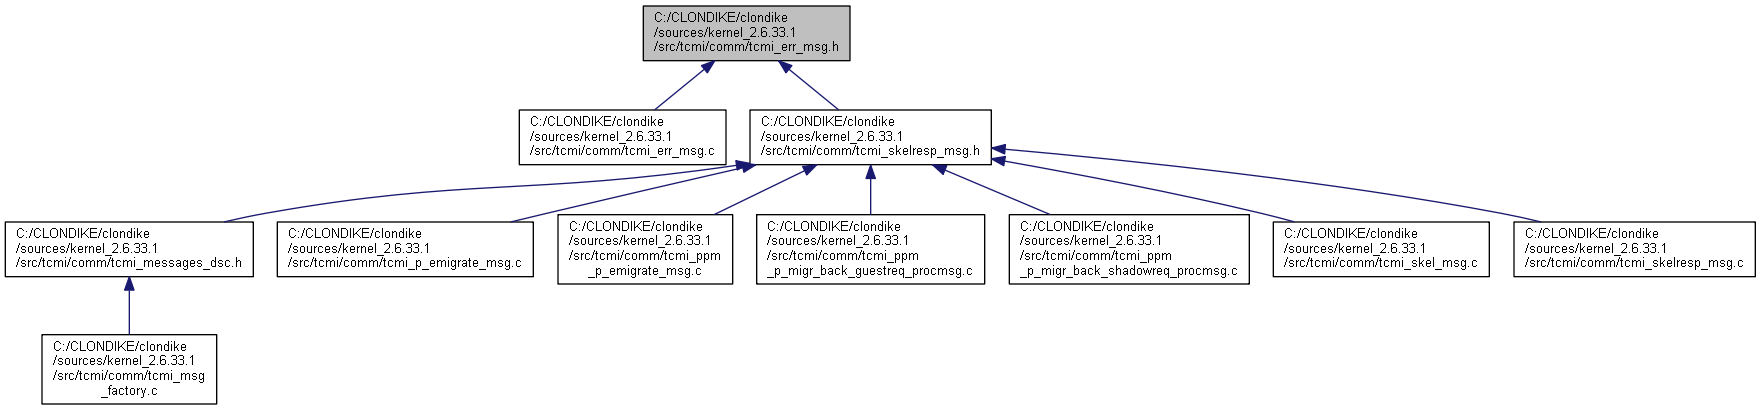 C:/CLONDIKE/clondike
/sources/kernel_2.6.33.1
/src/tcmi/comm/tcmi_err_msg.h
C:/CLONDIKE/clondike
/sources/kernel_2.6.33.1
/src/tcmi/comm/tcmi_err_msg.c
C:/CLONDIKE/clondike
/sources/kernel_2.6.33.1
/src/tcmi/comm/tcmi_skelresp_msg.h
C:/CLONDIKE/clondike
/sources/kernel_2.6.33.1
/src/tcmi/comm/tcmi_messages_dsc.h
C:/CLONDIKE/clondike
/sources/kernel_2.6.33.1
/src/tcmi/comm/tcmi_p_emigrate_msg.c
C:/CLONDIKE/clondike
/sources/kernel_2.6.33.1
/src/tcmi/comm/tcmi_ppm
_p_emigrate_msg.c
C:/CLONDIKE/clondike
/sources/kernel_2.6.33.1
/src/tcmi/comm/tcmi_ppm
_p_migr_back_guestreq_procmsg.c
C:/CLONDIKE/clondike
/sources/kernel_2.6.33.1
/src/tcmi/comm/tcmi_ppm
_p_migr_back_shadowreq_procmsg.c
C:/CLONDIKE/clondike
/sources/kernel_2.6.33.1
/src/tcmi/comm/tcmi_skel_msg.c
C:/CLONDIKE/clondike
/sources/kernel_2.6.33.1
/src/tcmi/comm/tcmi_skelresp_msg.c
C:/CLONDIKE/clondike
/sources/kernel_2.6.33.1
/src/tcmi/comm/tcmi_msg
_factory.c